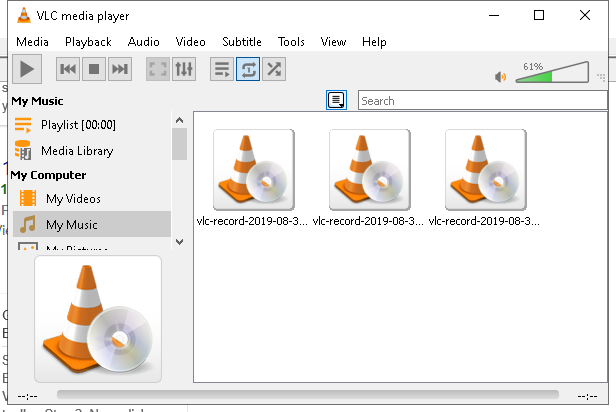 VLC media player
Media Playback Audio Video Subtitle Tools View Help
61%
My Music
Search
Playlist [00:00]
Media Library
My Computer
My Videos
My Music
vlc-record-2019-08-3... vlc-record-2019-08-3... vlc-record-2019-08-3...
--:-- --:--